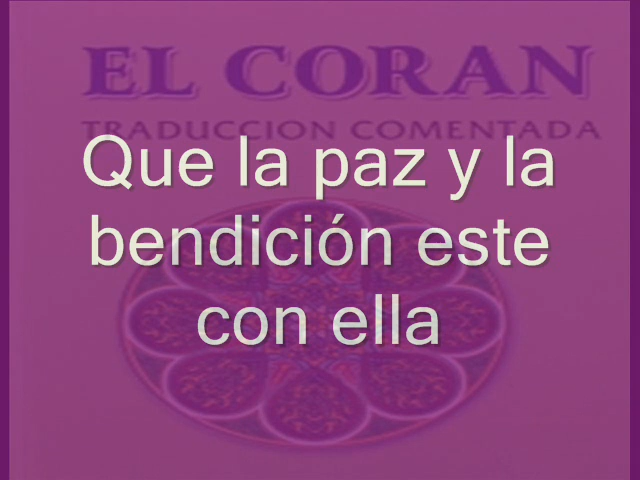 EL CORAN
TRADUCCION COMENTADA
Que la paz y la
bendición este
con ella